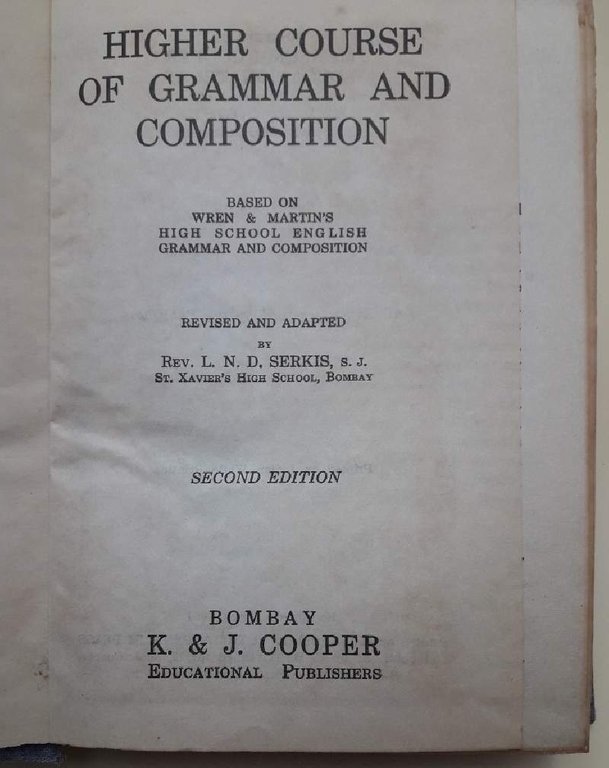 HIGHER COURSE
OF GRAMMAR AND
COMPOSITION
BASED ON
WREN & MARTIN'S
HIGH SCHOOL ENGLISH
GRAMMAR AND COMPOSITION
REVISED AND ADAPTED
BY
REV. L. N. D. SERKIS, S. J.
ST. XAVIER'S HIGH SCHOOL, BOMBAY
SECOND EDITION
BOMBAY
K. & J. COOPER
EDUCATIONAL PUBLISHERS